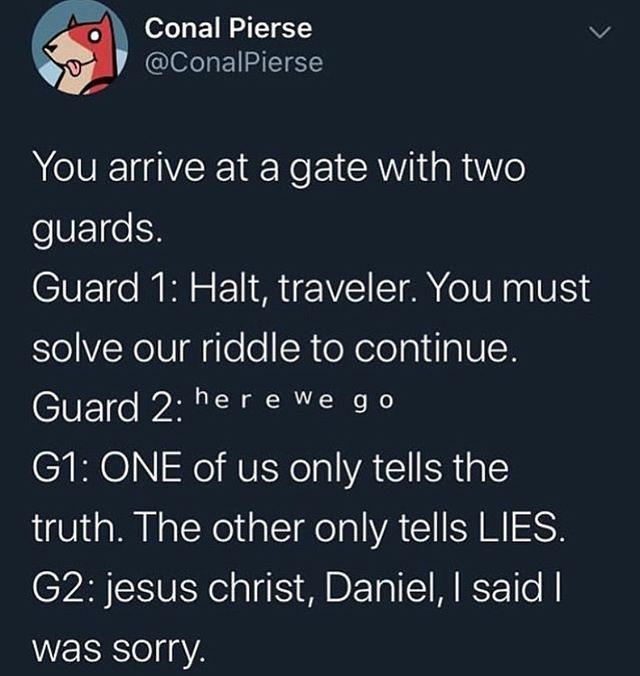 Conal Pierse
@ConalPierse
You arrive at a gate with two
guards.
Guard 1: Halt, traveler. You must
solve our riddle to continue.
Guard 2: ʰᵉʳᵉ ʷᵉ ᵍᵒ
G1: ONE of us only tells the
truth. The other only tells LIES.
G2: jesus christ, Daniel, I said I
was sorry.